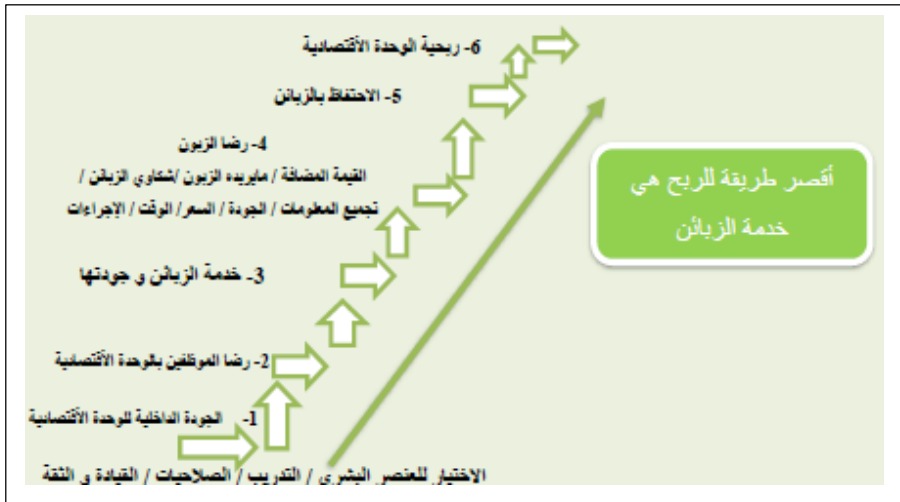 6- ربحية الوحدة الأقتصادية
5- الاحتفاظ بالزبائن
4- رضا الزبون
القيمة المضافة / مايريده الزبون /شكاوي الزبائن /
تجميع المعلومات / الجودة / السعر/ الوقت / الإجراءات
3- خدمة الزبائن و جودتها
2- رضا الموظفين بالوحدة الأقتصادية
1- الجودة الداخلية للوحدة الأقتصادية
الاختيار للعنصر البشري / التدريب / الصلاحيات / القيادة و الثقة
أقصر طريقة للربح هي
خدمة الزبائن